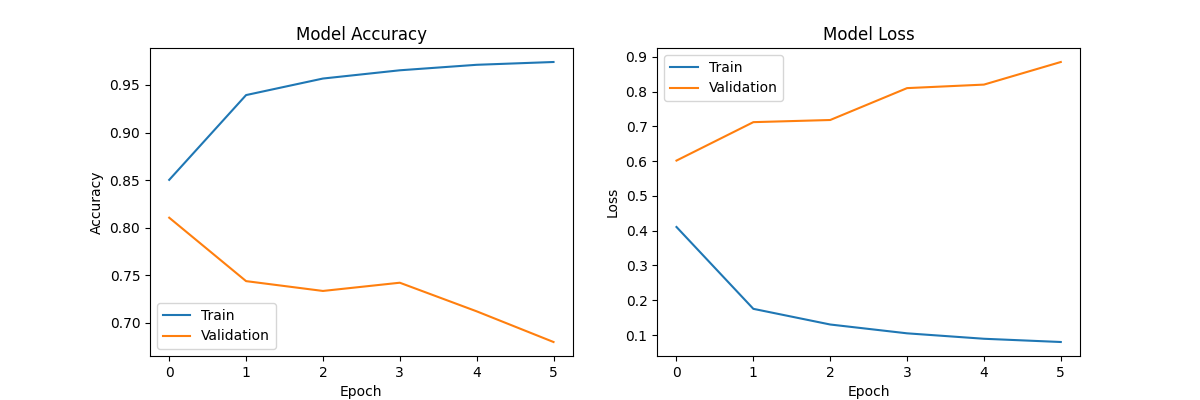 Model Accuracy
Accuracy
0.95
0.90
0.85
0.80
0.75
0.70
Train
Validation
0
1
2
3
4
5
Epoch
Model Loss
Loss
0.9
0.8
0.7
0.6
0.5
0.4
0.3
0.2
0.1
Train
Validation
0
1
2
3
4
5
Epoch